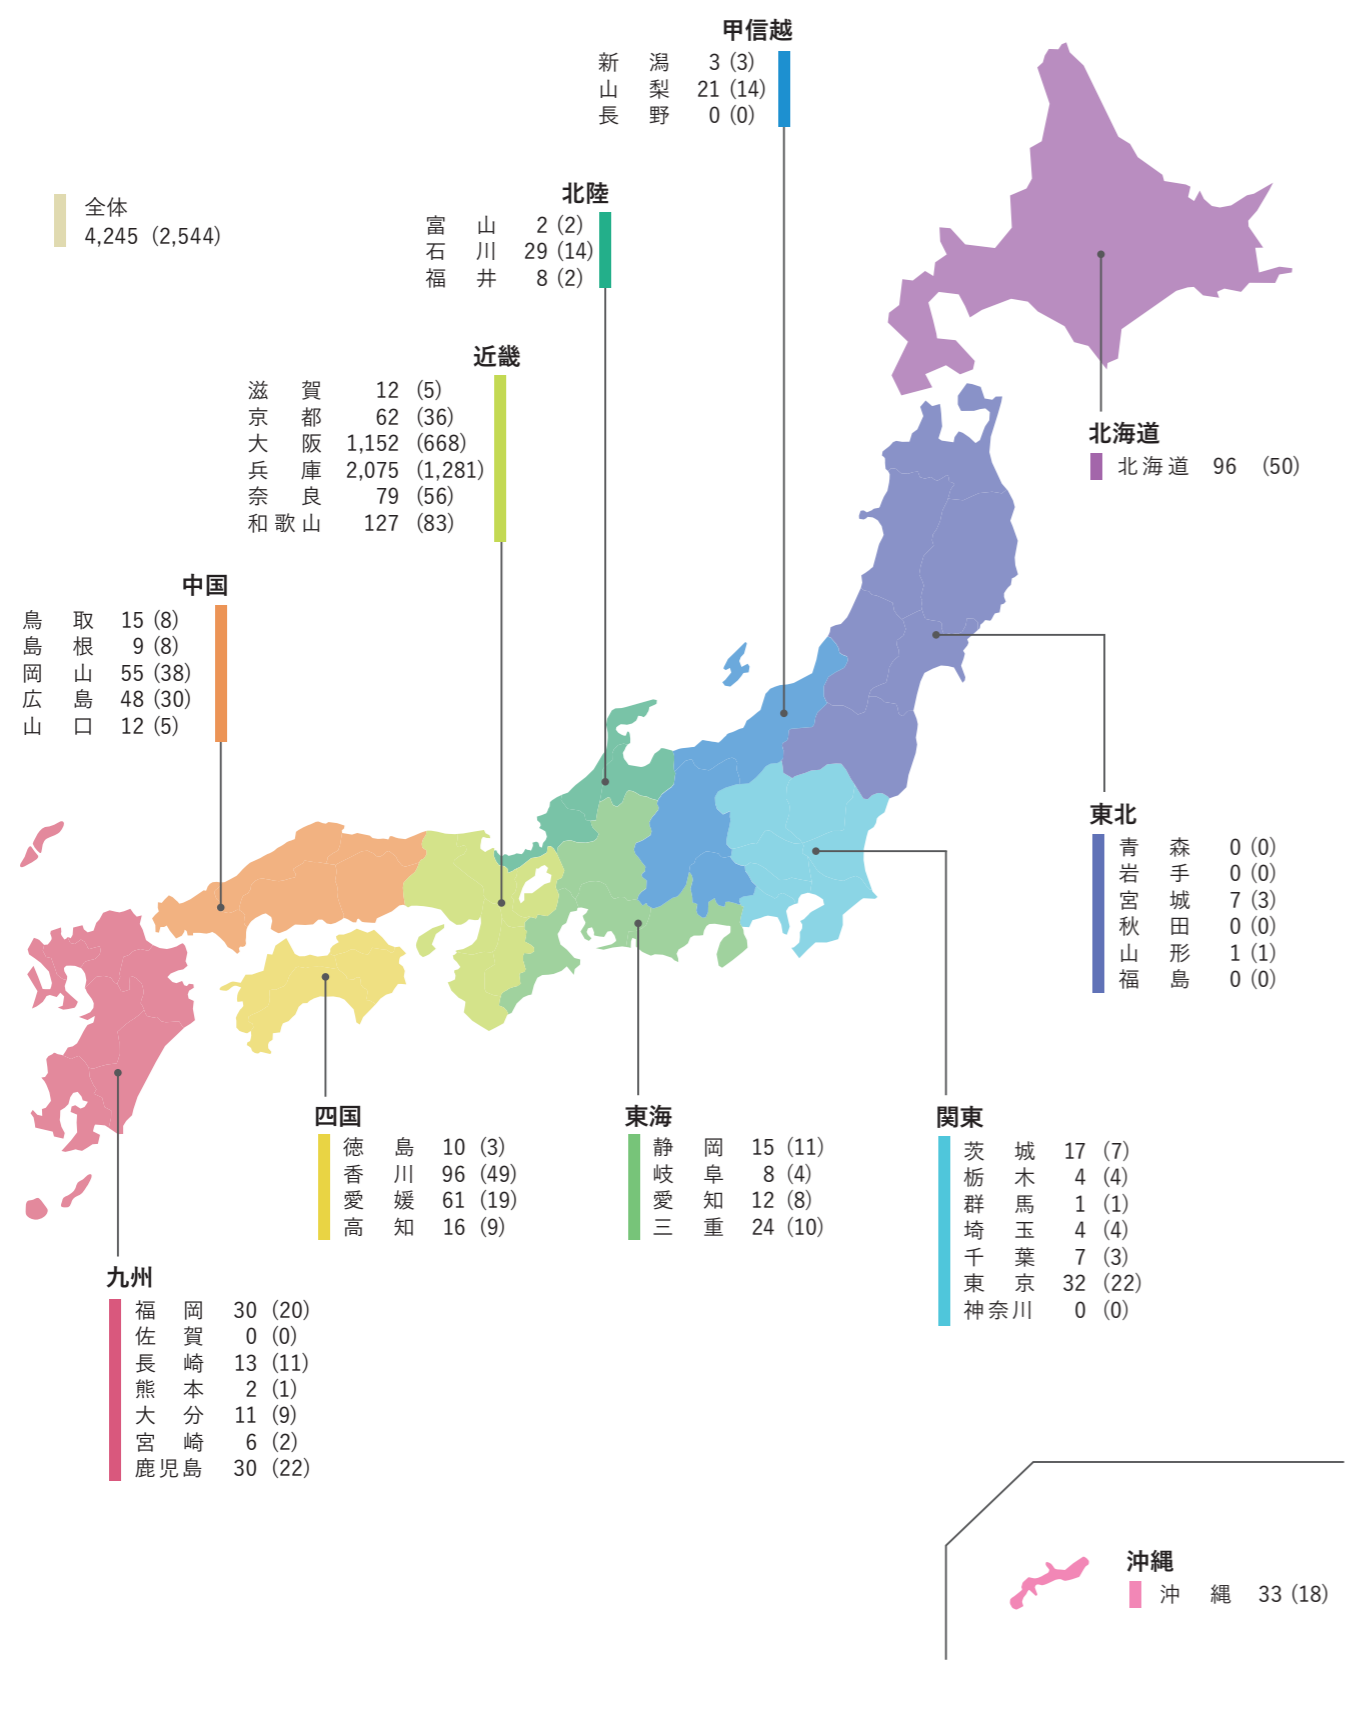 甲信越
新潟 3 (3)
山梨 21 (14)
長野 0 (0)
全体
4,245 (2,544)
北陸
富山 2 (2)
石川 29 (14)
福井 8 (2)
近畿
滋賀 12 (5)
京都 62 (36)
大阪 1,152 (668)
兵庫 2,075 (1,281)
奈良 79 (56)
和歌山 127 (83)
北海道
北海道 96 (50)
中国
鳥取 15 (8)
島根 9 (8)
岡山 55 (38)
広島 48 (30)
山口 12 (5)
東北
青森 0 (0)
岩手 0 (0)
宮城 7 (3)
秋田 0 (0)
山形 1 (1)
福島 0 (0)
四国
徳島 10 (3)
香川 96 (49)
愛媛 61 (19)
高知 16 (9)
東海
静岡 15 (11)
岐阜 8 (4)
愛知 12 (8)
三重 24 (10)
関東
茨城 17 (7)
栃木 4 (4)
群馬 1 (1)
埼玉 4 (4)
千葉 7 (3)
東京 32 (22)
神奈川 0 (0)
九州
福岡 30 (20)
佐賀 0 (0)
長崎 13 (11)
熊本 2 (1)
大分 11 (9)
宮崎 6 (2)
鹿児島 30 (22)
沖縄
沖縄 33 (18)